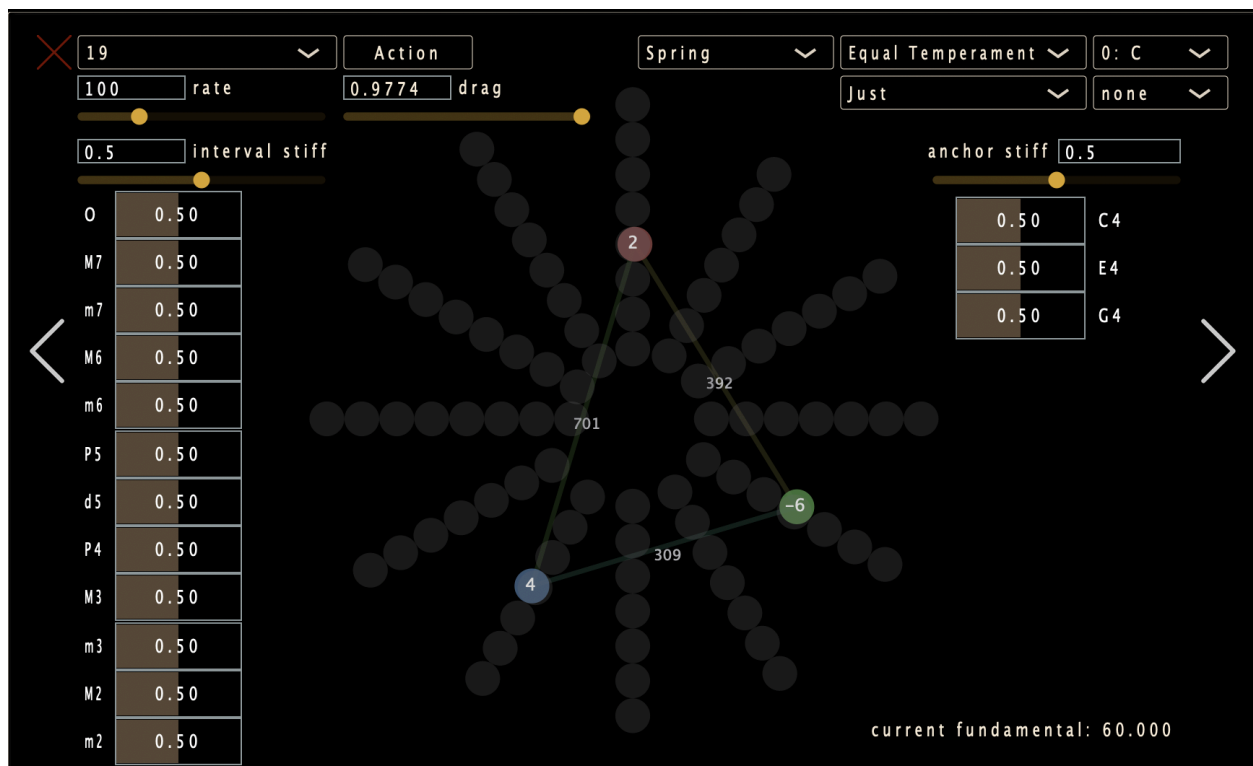 19 Action Spring Equal Temperament 0: C
100 rate 0.9774 drag Just none
0.5 interval stiff anchor stiff 0.5
O 0.50 0.50 C4
2
M7 0.50 0.50 E4
m7 0.50 0.50 G4
M6 0.50
392
m6 0.50
701
P5 0.50
d5 0.50
-6
P4 0.50
309
M3 0.50
4
m3 0.50
M2 0.50
current fundamental: 60.000
m2 0.50